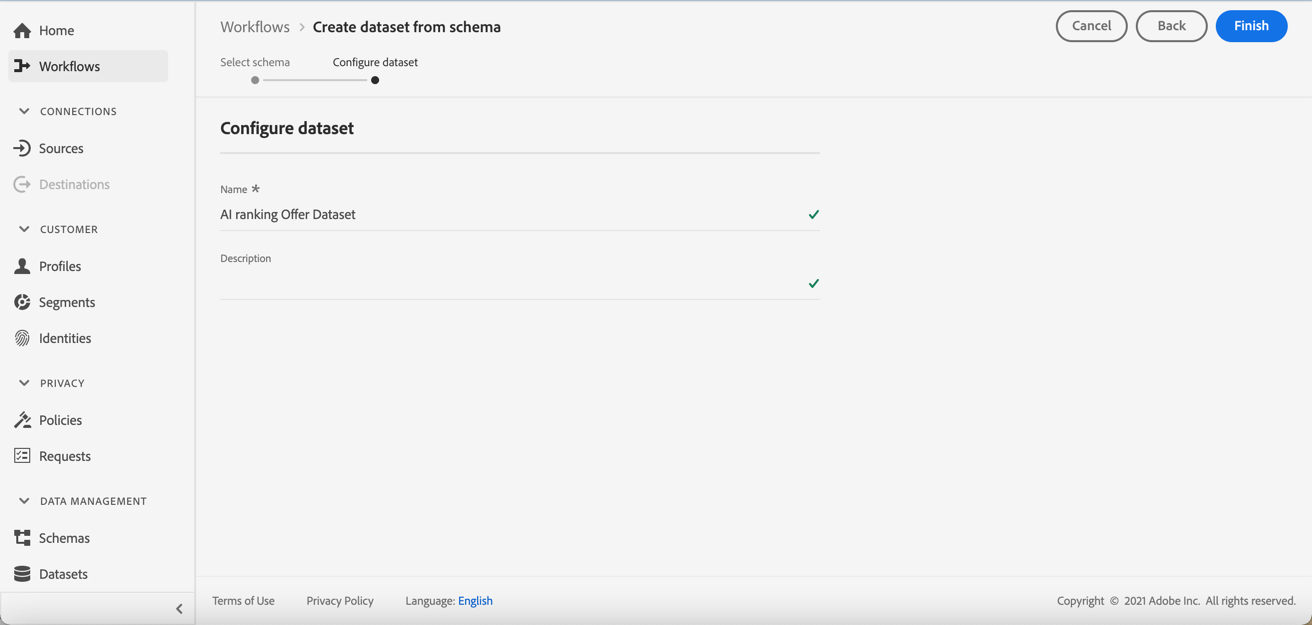 Home
Workflows
CONNECTIONS
Sources
Destinations
CUSTOMER
Profiles
Segments
Identities
PRIVACY
Policies
Requests
DATA MANAGEMENT
Schemas
Datasets
Workflows > Create dataset from schema
Cancel
Back
Finish
Select schema
Configure dataset
Configure dataset
Name *
AI ranking Offer Dataset
Description
Terms of Use
Privacy Policy
Language: English
Copyright © 2021 Adobe Inc. All rights reserved.